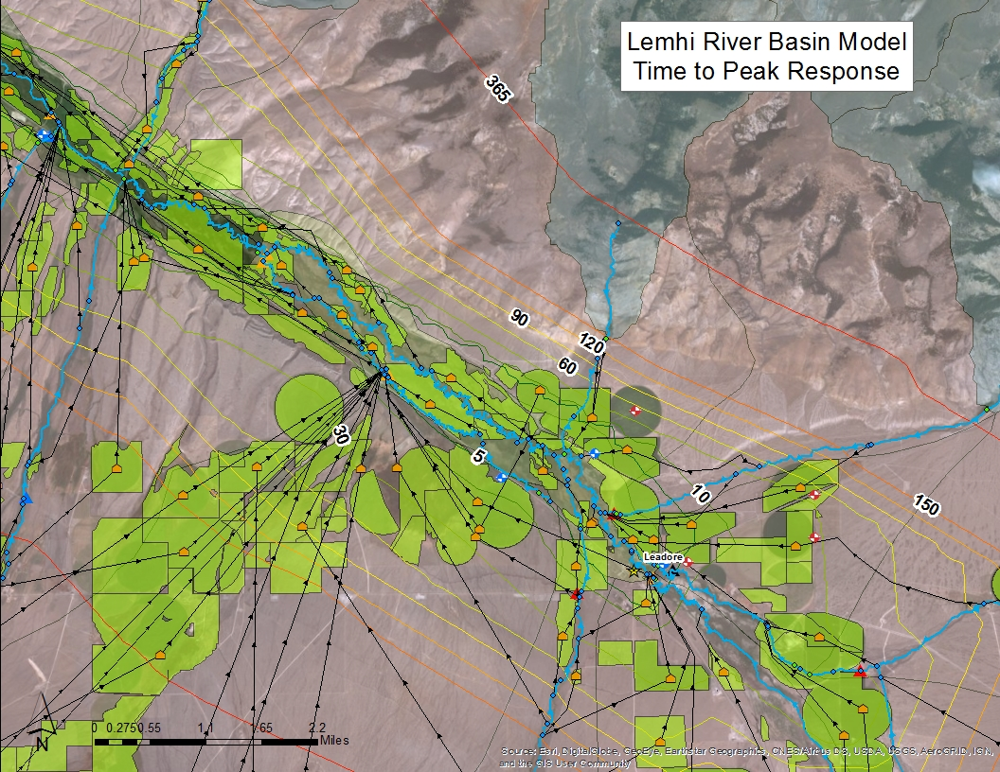 Lemhi River Basin Model
Time to Peak Response
365
90
120
60
30
5
10
150
Leadore
0 0.275 0.55 1.1 1.65 2.2
Miles
N
Source: Esri, DigitalGlobe, GeoEye, Earthstar Geographics, CNES/Airbus DS, USDA, USGS, AeroGRID, IGN,
and the GIS User Community